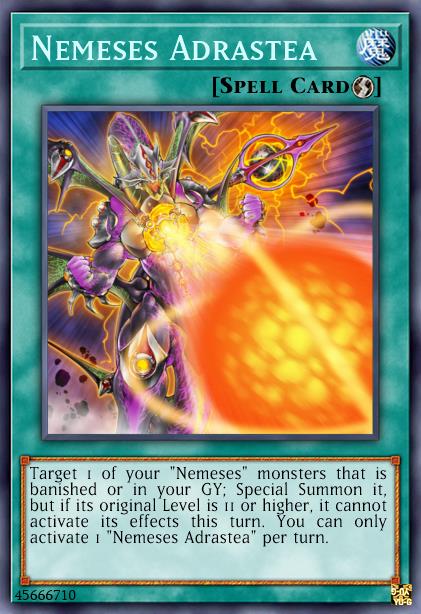 Nemeses Adrastea
魔
[Spell Card]
Target 1 of your "Nemeses" monsters that is
banished or in your GY; Special Summon it,
but if its original Level is 11 or higher, it cannot
activate its effects this turn. You can only
activate 1 "Nemeses Adrastea" per turn.
45666710